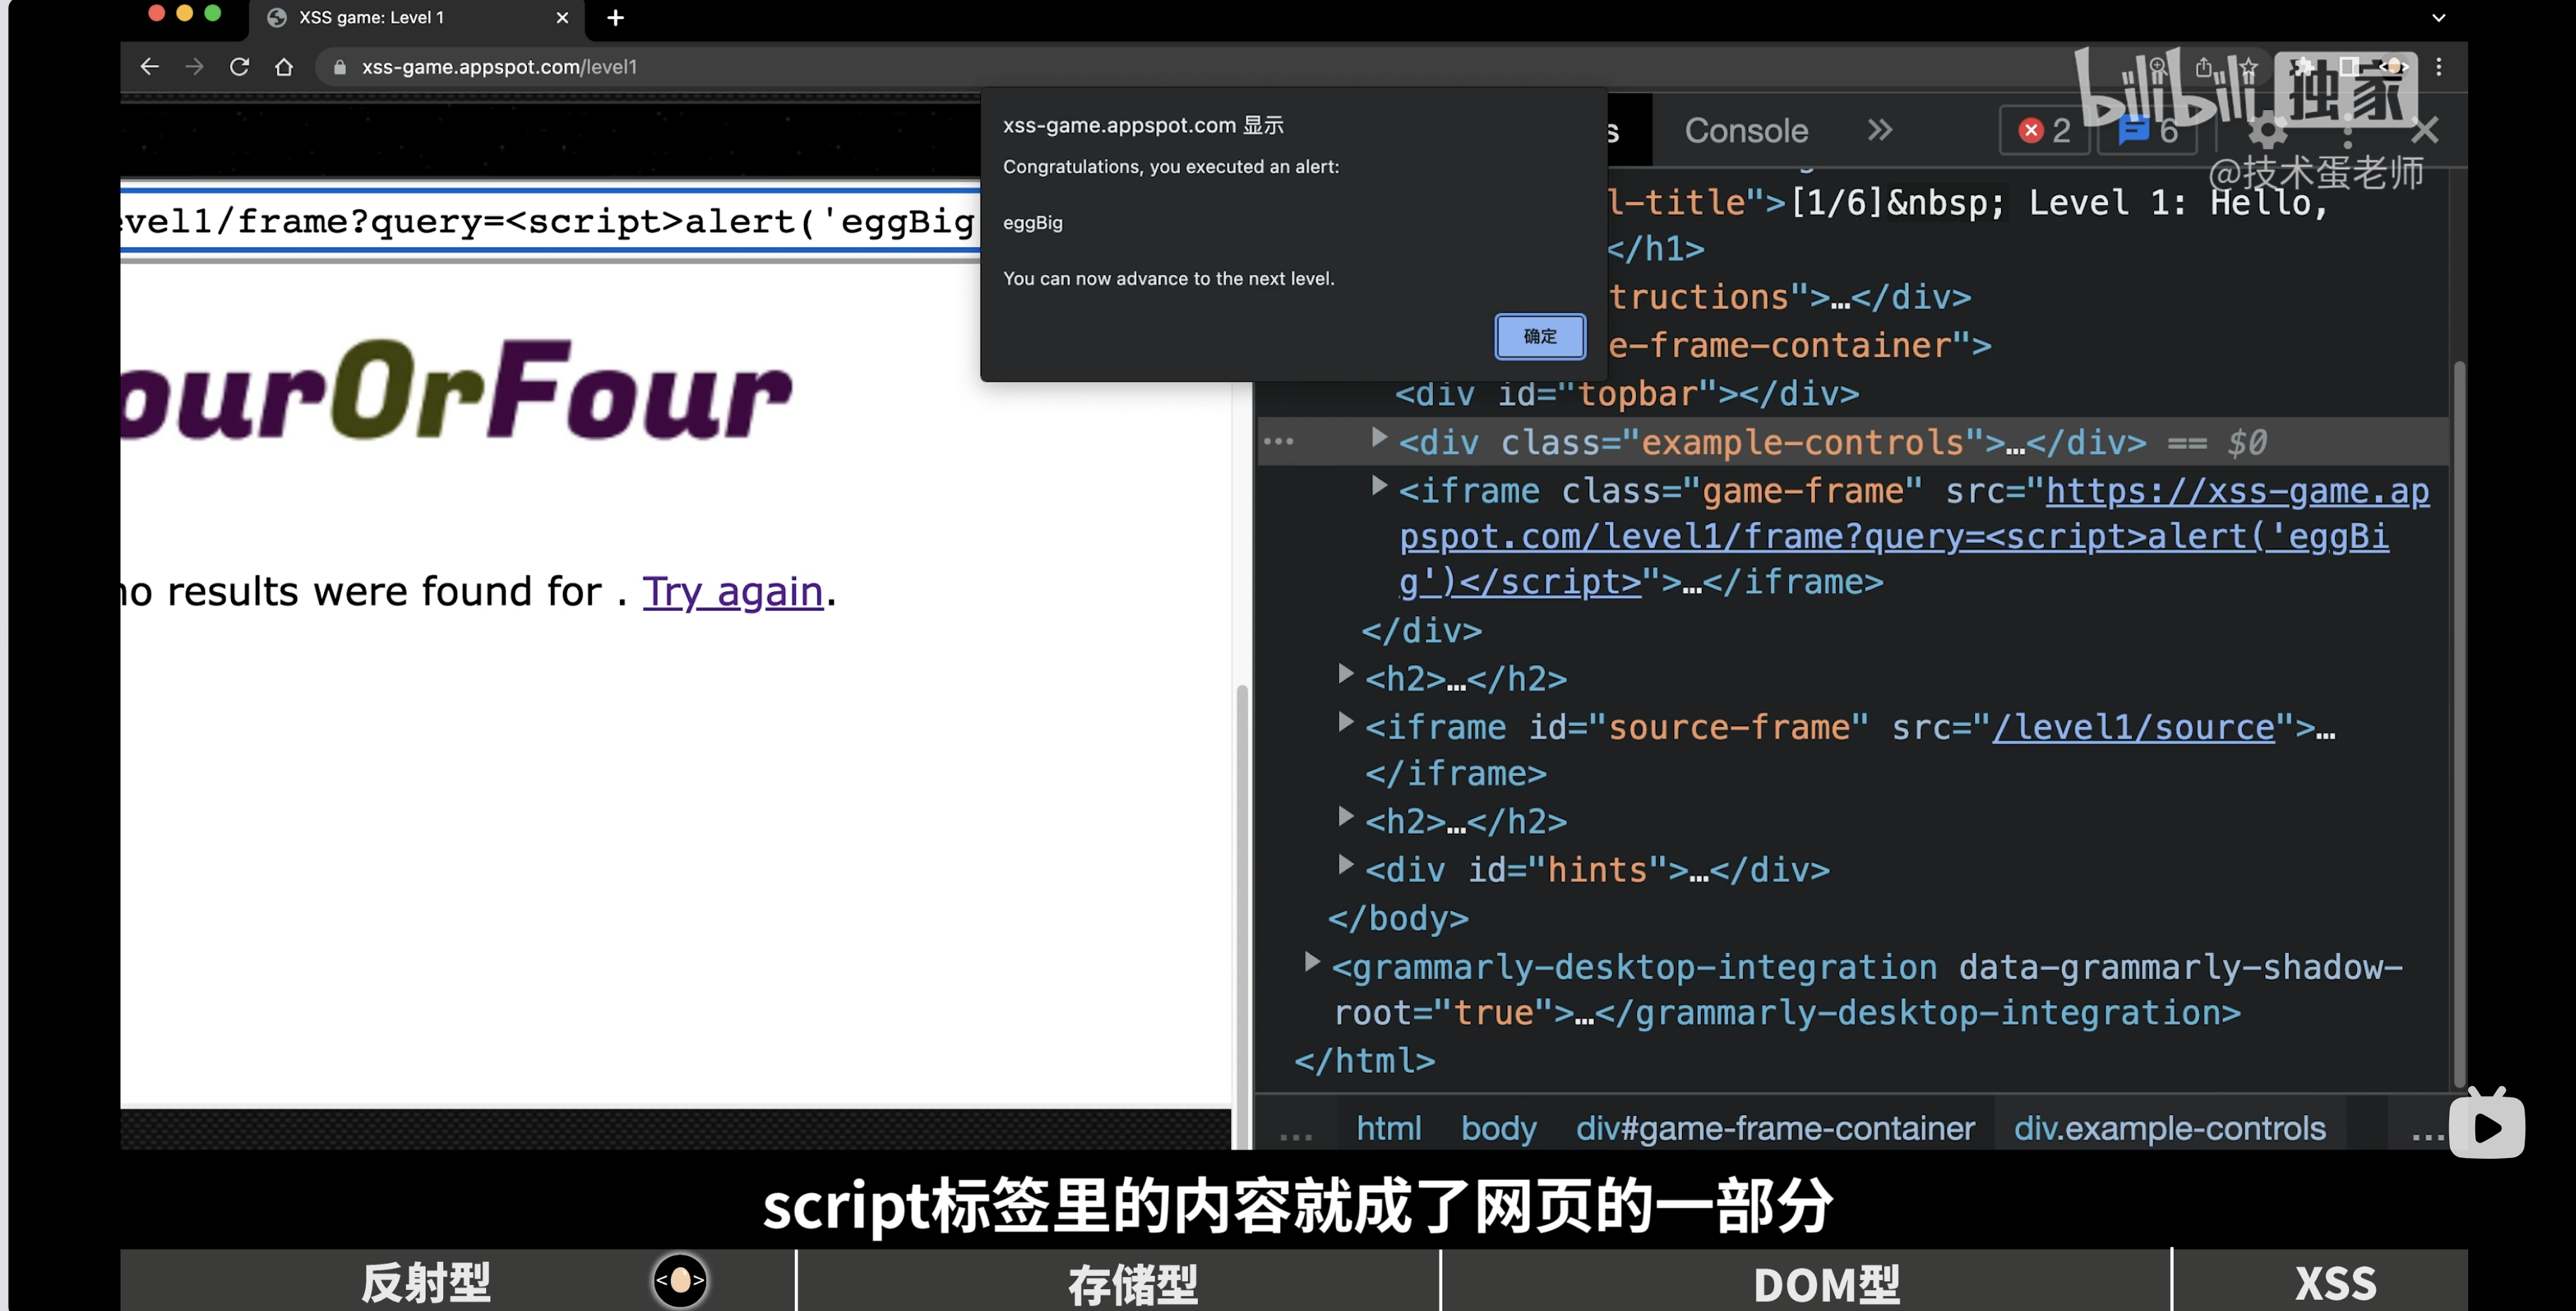 XSS game: Level 1
xss-game.appspot.com/level1
bilibili 独家
@技术蛋老师
xss-game.appspot.com 显示
Congratulations, you executed an alert:
eggBig
You can now advance to the next level.
确定
evel1/frame?query=<script>alert('eggBig
ourOrFour
no results were found for . Try again.
s Console 2 6
l-title">[1/6]&nbsp; Level 1: Hello,
</h1>
tructions">…</div>
e-frame-container">
<div id="topbar"></div>
<div class="example-controls">…</div> == $0
<iframe class="game-frame" src="https://xss-game.ap
pspot.com/level1/frame?query=<script>alert('eggBi
g')</script>">…</iframe>
</div>
<h2>…</h2>
<iframe id="source-frame" src="/level1/source">…
</iframe>
<h2>…</h2>
<div id="hints">…</div>
</body>
<grammarly-desktop-integration data-grammarly-shadow-
root="true">…</grammarly-desktop-integration>
</html>
... html body div#game-frame-container div.example-controls ...
script标签里的内容就成了网页的一部分
反射型 < > 存储型 DOM型 XSS